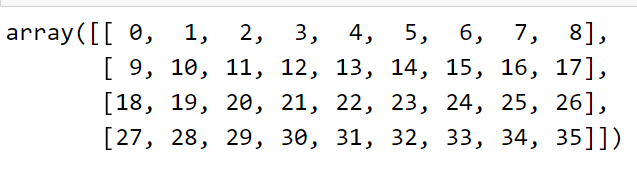 array([[ 0,  1,  2,  3,  4,  5,  6,  7,  8],
       [ 9, 10, 11, 12, 13, 14, 15, 16, 17],
       [18, 19, 20, 21, 22, 23, 24, 25, 26],
       [27, 28, 29, 30, 31, 32, 33, 34, 35]])